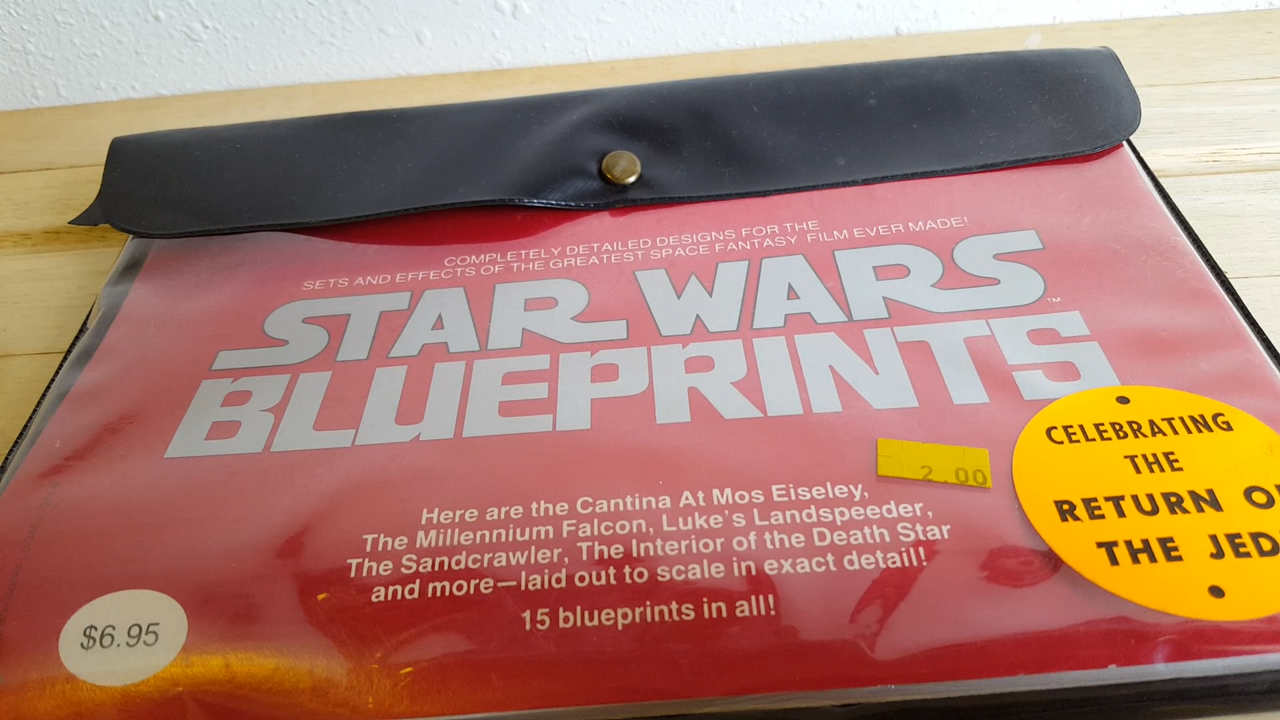 COMPLETELY DETAILED DESIGNS FOR THE
SETS AND EFFECTS OF THE GREATEST SPACE FANTASY FILM EVER MADE!
STAR WARS
BLUEPRINTS
TM
CELEBRATING
THE
RETURN O
THE JED
2.00
Here are the Cantina At Mos Eiseley,
The Millennium Falcon, Luke's Landspeeder,
The Sandcrawler, The Interior of the Death Star
and more—laid out to scale in exact detail!
15 blueprints in all!
$6.95